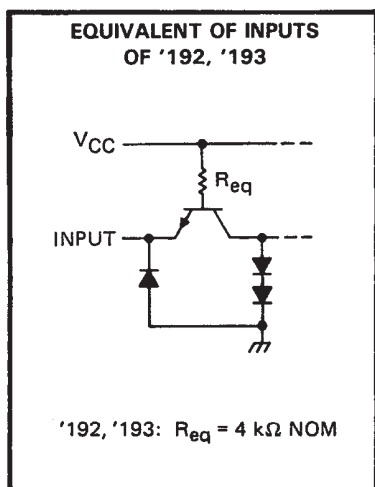 EQUIVALENT OF INPUTS
OF '192, '193
VCC
Req
INPUT
'192, '193: Req = 4 kΩ NOM